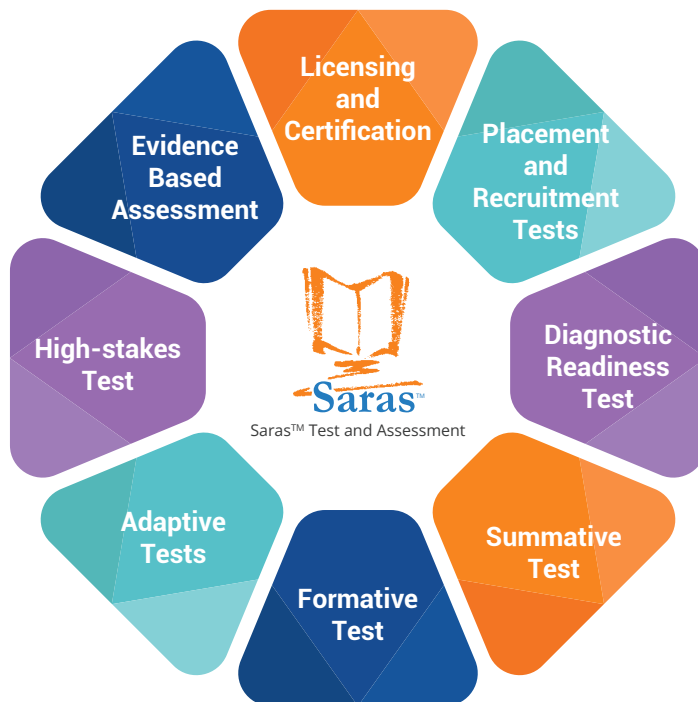 Licensing
and
Certification
Placement
and
Recruitment
Tests
Diagnostic
Readiness
Test
Summative
Test
Formative
Test
Adaptive
Tests
High-stakes
Test
Evidence
Based
Assessment
Saras™
Saras™ Test and Assessment